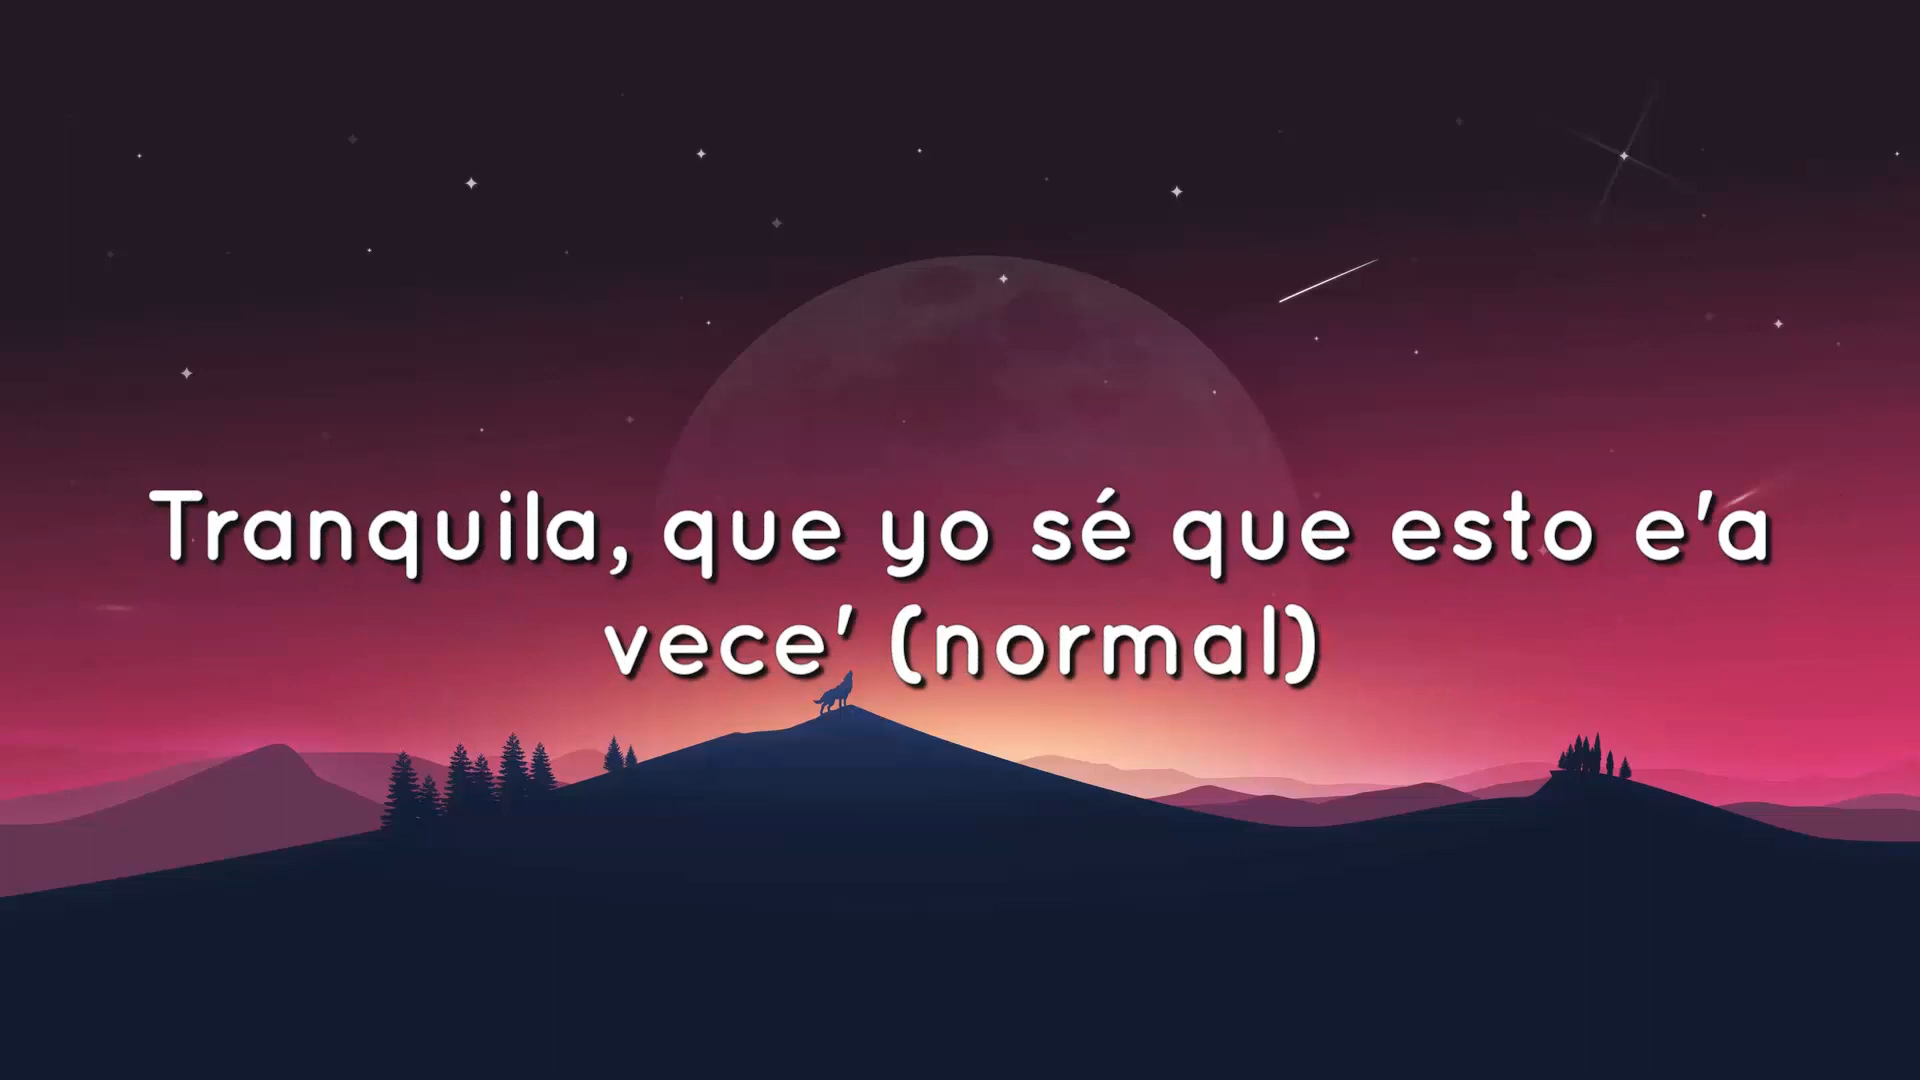 Tranquila, que yo sé que esto e'a
vece' (normal)